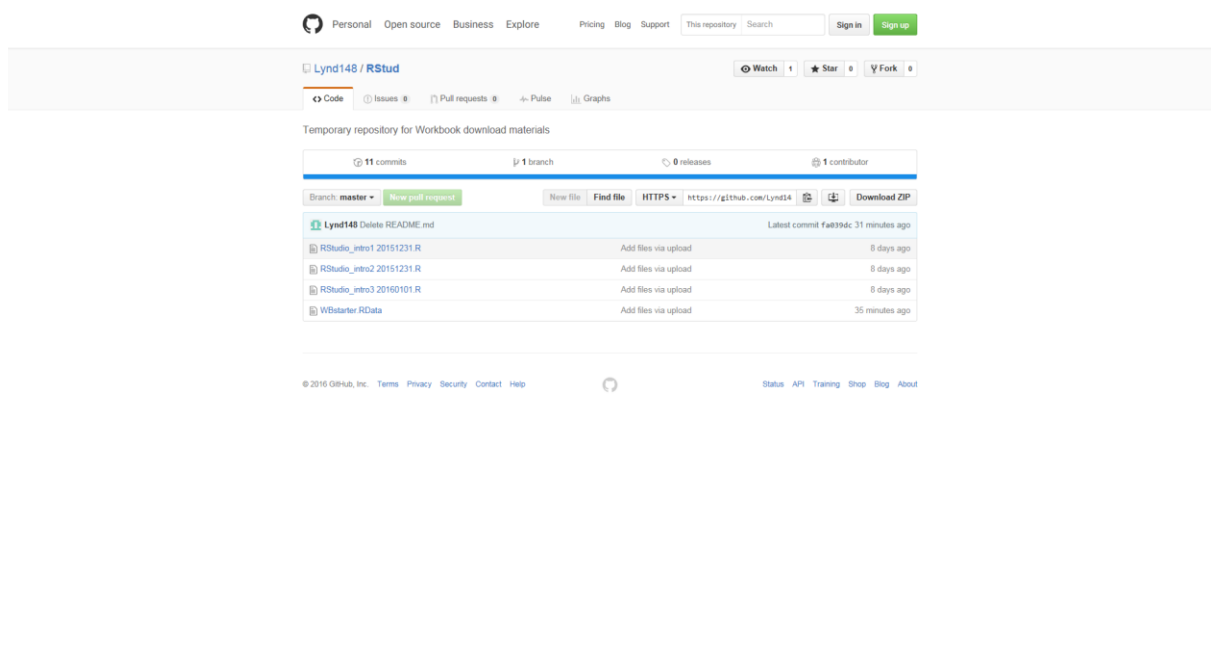 Personal Open source Business Explore Pricing Blog Support This repository Search Sign in Sign up
Lynd148 / RStud Watch 1 Star 0 Fork 0
Code Issues 0 Pull requests 0 Pulse Graphs
Temporary repository for Workbook download materials
11 commits 1 branch 0 releases 1 contributor
Branch: master New pull request New file Find file HTTPS https://github.com/Lynd14 Download ZIP
Lynd148 Delete README.md Latest commit fa039dc 31 minutes ago
RStudio_intro1 20151231.R Add files via upload 8 days ago
RStudio_intro2 20151231.R Add files via upload 8 days ago
RStudio_intro3 20160101.R Add files via upload 8 days ago
WBstarter.RData Add files via upload 35 minutes ago
© 2016 GitHub, Inc. Terms Privacy Security Contact Help Status API Training Shop Blog About